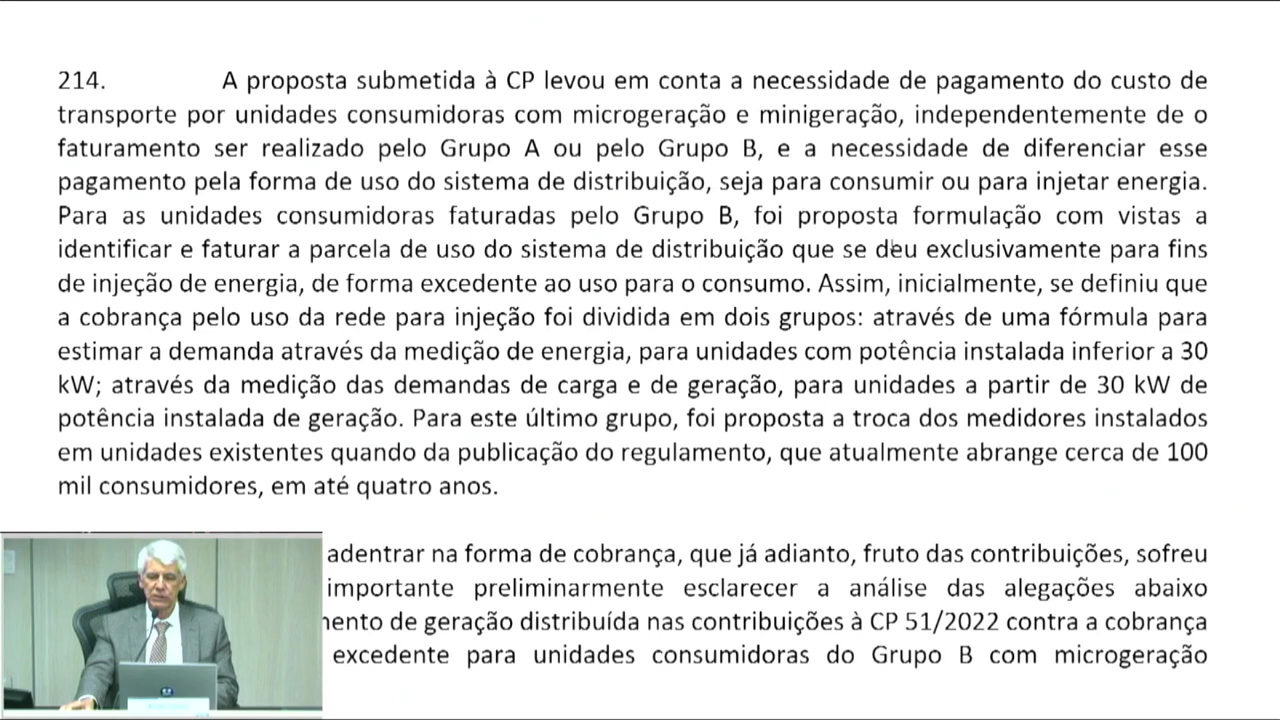 214. A proposta submetida à CP levou em conta a necessidade de pagamento do custo de
transporte por unidades consumidoras com microgeração e minigeração, independentemente de o
faturamento ser realizado pelo Grupo A ou pelo Grupo B, e a necessidade de diferenciar esse
pagamento pela forma de uso do sistema de distribuição, seja para consumir ou para injetar energia.
Para as unidades consumidoras faturadas pelo Grupo B, foi proposta formulação com vistas a
identificar e faturar a parcela de uso do sistema de distribuição que se deu exclusivamente para fins
de injeção de energia, de forma excedente ao uso para o consumo. Assim, inicialmente, se definiu que
a cobrança pelo uso da rede para injeção foi dividida em dois grupos: através de uma fórmula para
estimar a demanda através da medição de energia, para unidades com potência instalada inferior a 30
kW; através da medição das demandas de carga e de geração, para unidades a partir de 30 kW de
potência instalada de geração. Para este último grupo, foi proposta a troca dos medidores instalados
em unidades existentes quando da publicação do regulamento, que atualmente abrange cerca de 100
mil consumidores, em até quatro anos.
adentrar na forma de cobrança, que já adianto, fruto das contribuições, sofreu
importante preliminarmente esclarecer a análise das alegações abaixo
ento de geração distribuída nas contribuições à CP 51/2022 contra a cobrança
excedente para unidades consumidoras do Grupo B com microgeração